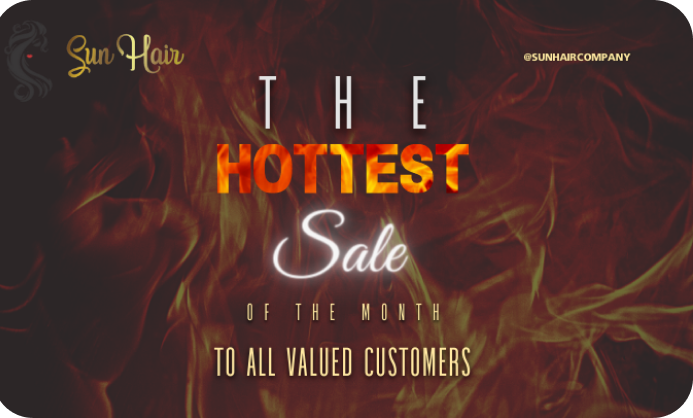 Sun Hair
@SUNHAIRCOMPANY
THE
HOTTEST
Sale
OF THE MONTH
TO ALL VALUED CUSTOMERS